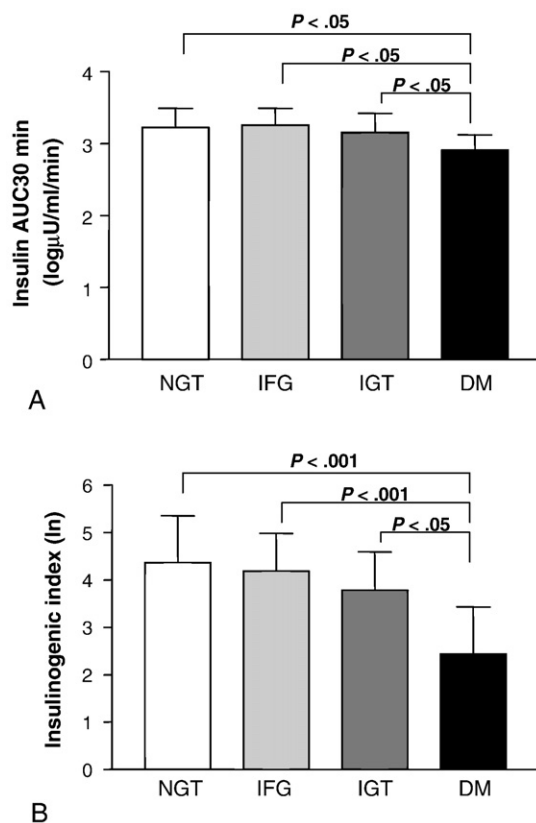 P < .05
P < .05
P < .05
Insulin AUC30 min
(logμU/ml/min)
4
3
2
1
0
NGT IFG IGT DM
A
P < .001
P < .001
P < .05
Insulinogenic index (ln)
6
5
4
3
2
1
0
NGT IFG IGT DM
B